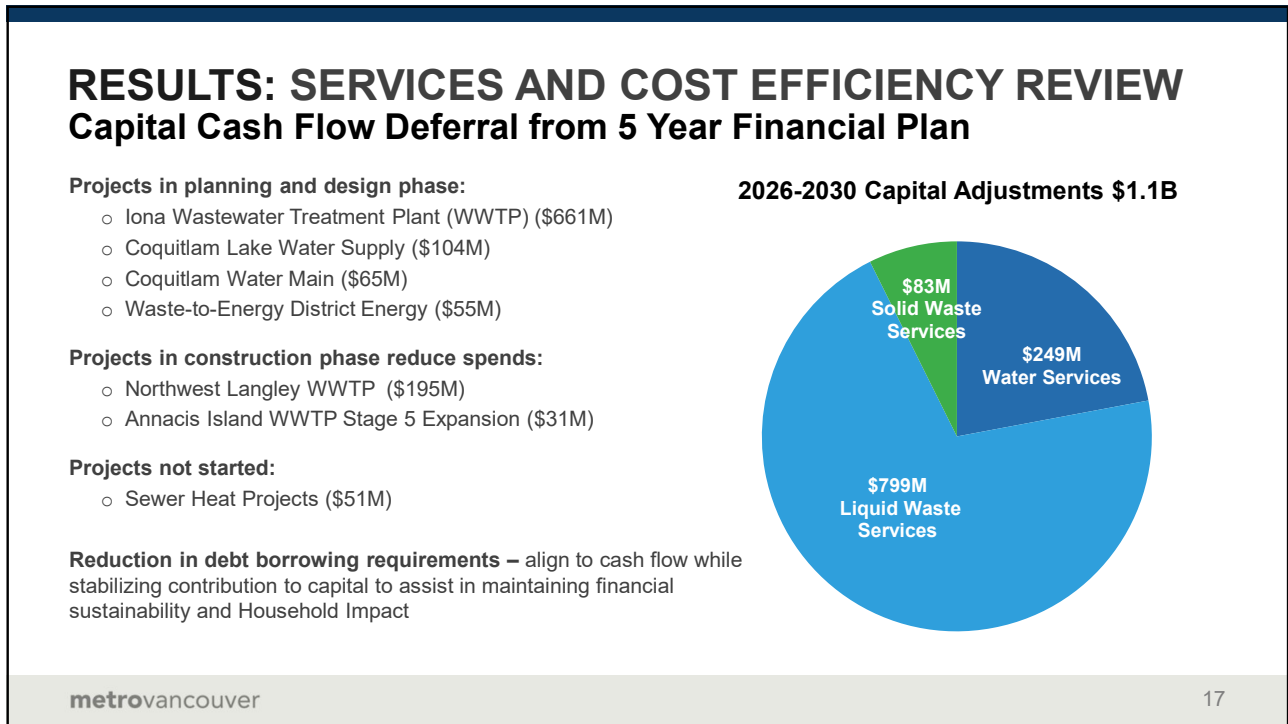 RESULTS: SERVICES AND COST EFFICIENCY REVIEW
Capital Cash Flow Deferral from 5 Year Financial Plan
Projects in planning and design phase:
o Iona Wastewater Treatment Plant (WWTP) ($661M)
o Coquitlam Lake Water Supply ($104M)
o Coquitlam Water Main ($65M)
o Waste-to-Energy District Energy ($55M)
Projects in construction phase reduce spends:
o Northwest Langley WWTP ($195M)
o Annacis Island WWTP Stage 5 Expansion ($31M)
Projects not started:
o Sewer Heat Projects ($51M)
Reduction in debt borrowing requirements – align to cash flow while
stabilizing contribution to capital to assist in maintaining financial
sustainability and Household Impact
2026-2030 Capital Adjustments $1.1B
$83M
Solid Waste
Services
$249M
Water Services
$799M
Liquid Waste
Services
metrovancouver
17